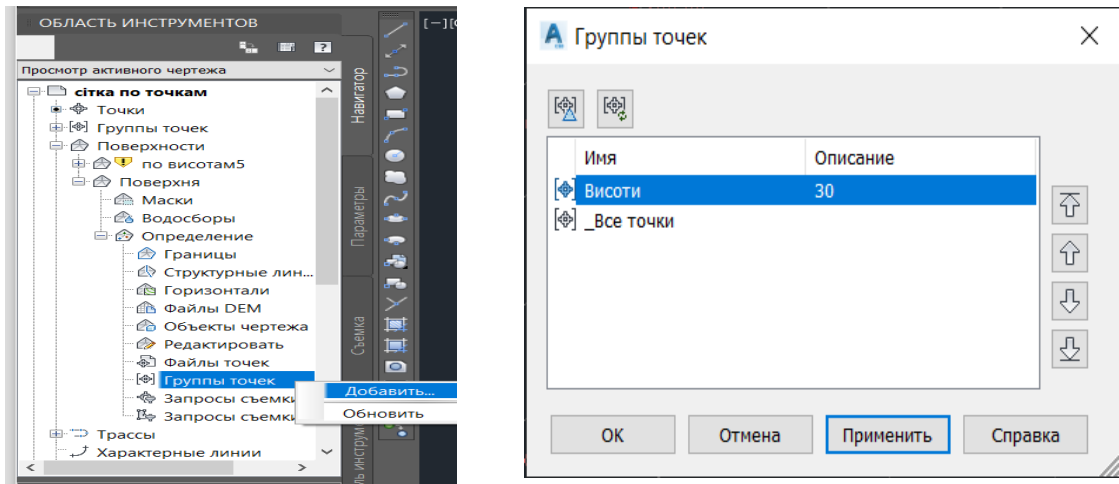 ОБЛАСТЬ ИНСТРУМЕНТОВ
[−][
Просмотр активного чертежа
сітка по точкам
Точки
Группы точек
Поверхности
по висотам5
Поверхня
Маски
Водосборы
Определение
Границы
Структурные лин...
Горизонтали
Файлы DEM
Объекты чертежа
Редактировать
Файлы точек
Группы точек
Запросы съемки
Запросы съемки
Трассы
Характерные линии
Добавить...
Обновить
Навигатор
Параметры
Съемка
Группы точек
Имя Описание
Висоти 30
_Все точки
ОК Отмена Применить Справка